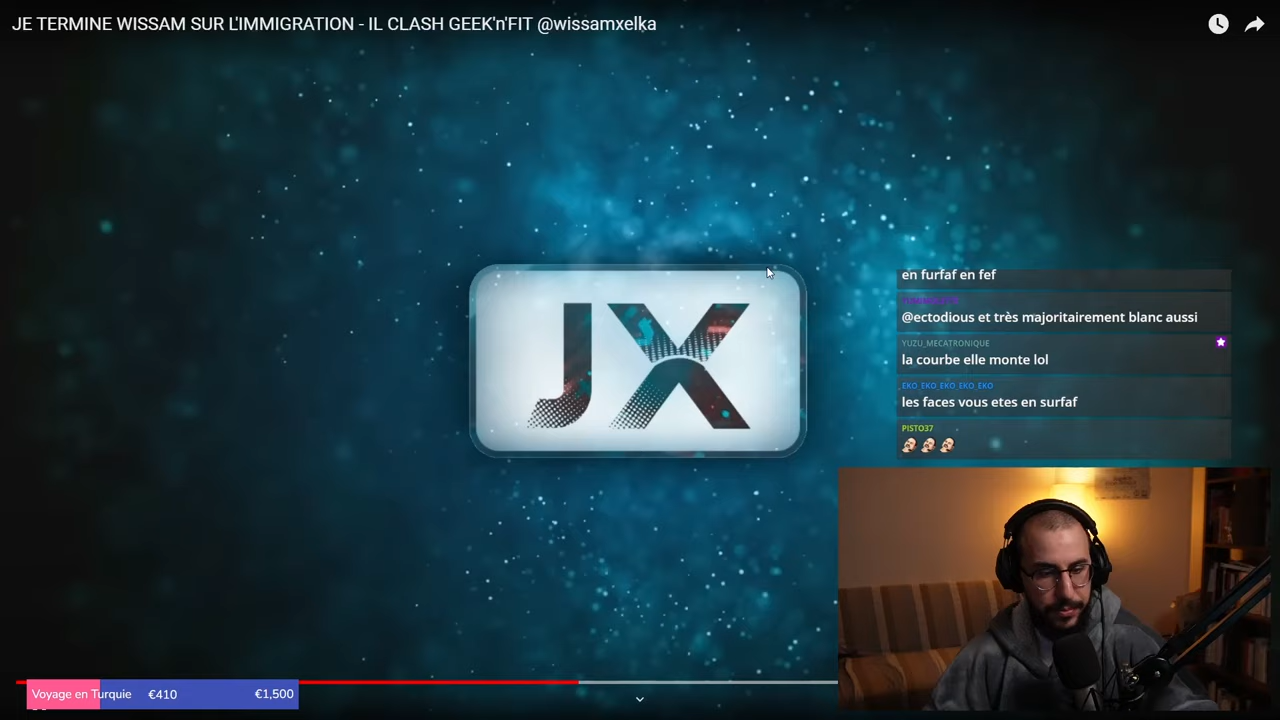 JE TERMINE WISSAM SUR L'IMMIGRATION - IL CLASH GEEK'n'FIT @wissamxelka
JX
en furfaf en fef
@ectodious et très majoritairement blanc aussi
YUZU_MECATRONIQUE
la courbe elle monte lol
EKO_EKO_EKO_EKO_EKO
les faces vous etes en surfaf
PISTO37
Voyage en Turquie €410 €1,500